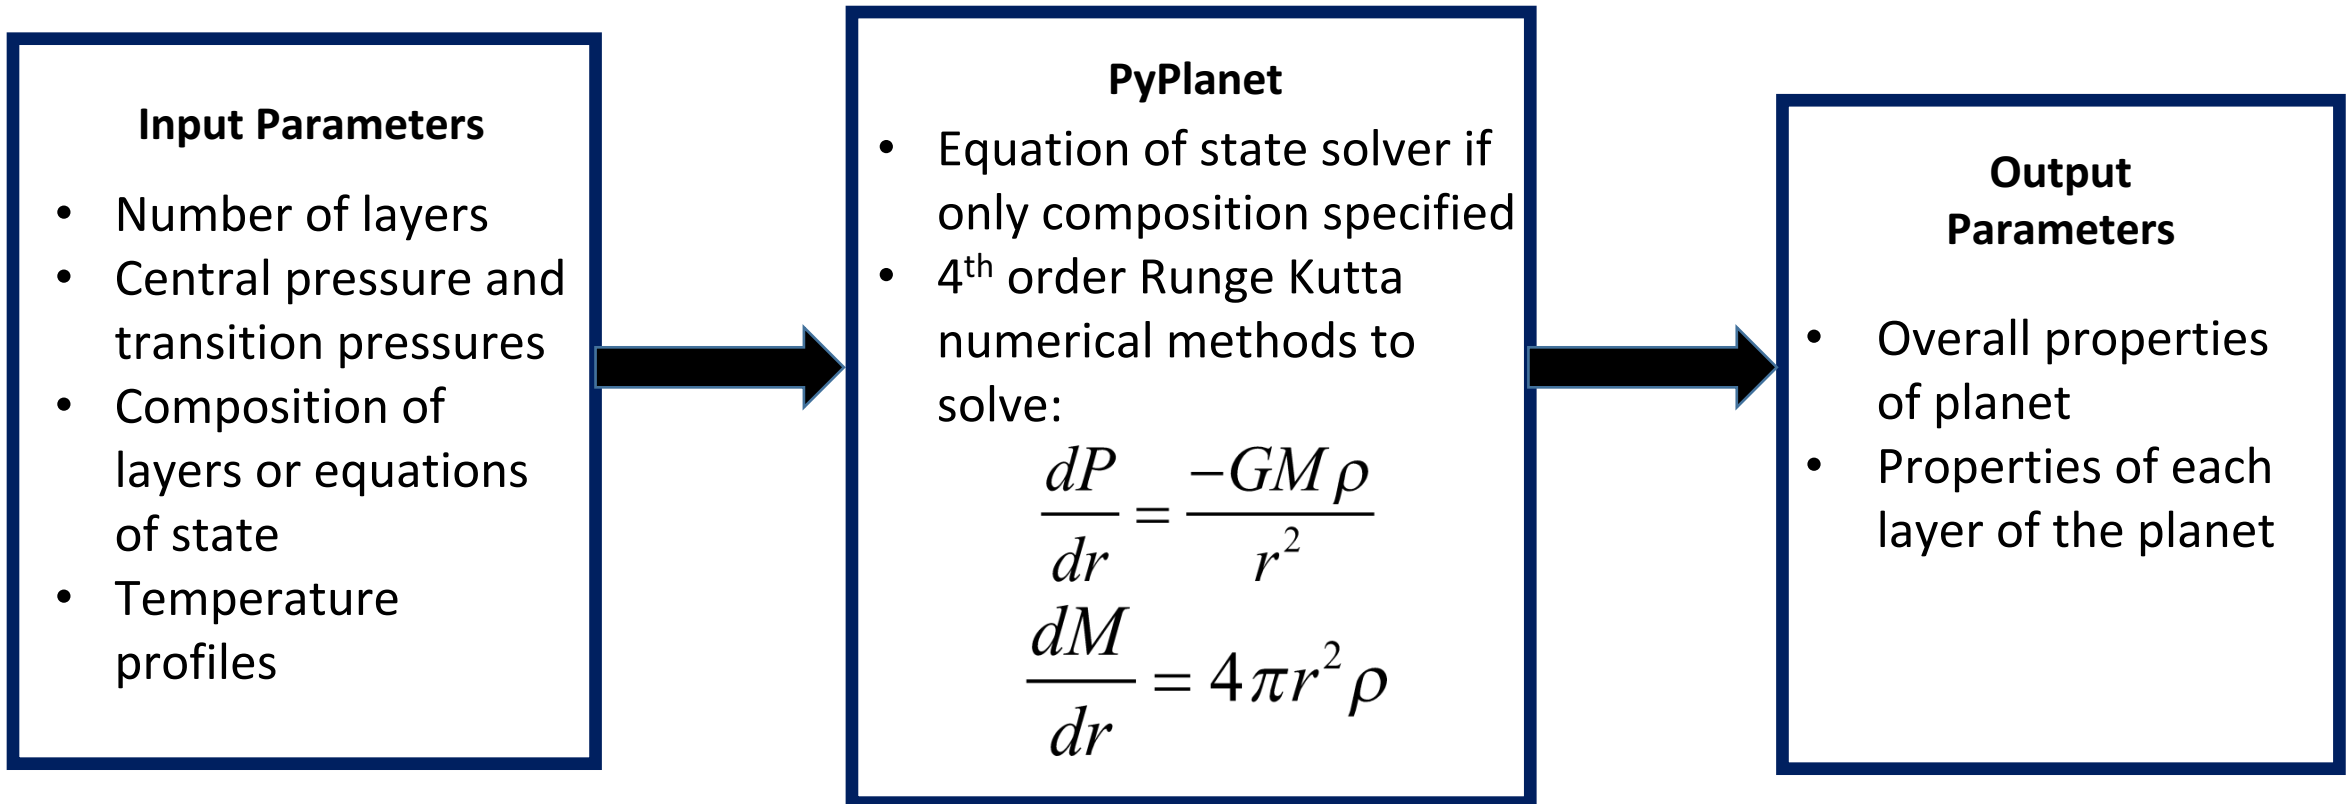 Input Parameters
• Number of layers
• Central pressure and
transition pressures
• Composition of
layers or equations
of state
• Temperature
profiles
PyPlanet
• Equation of state solver if
only composition specified
• 4th order Runge Kutta
numerical methods to
solve:
dP/dr = −GMρ/r²
dM/dr = 4πr²ρ
Output
Parameters
• Overall properties
of planet
• Properties of each
layer of the planet